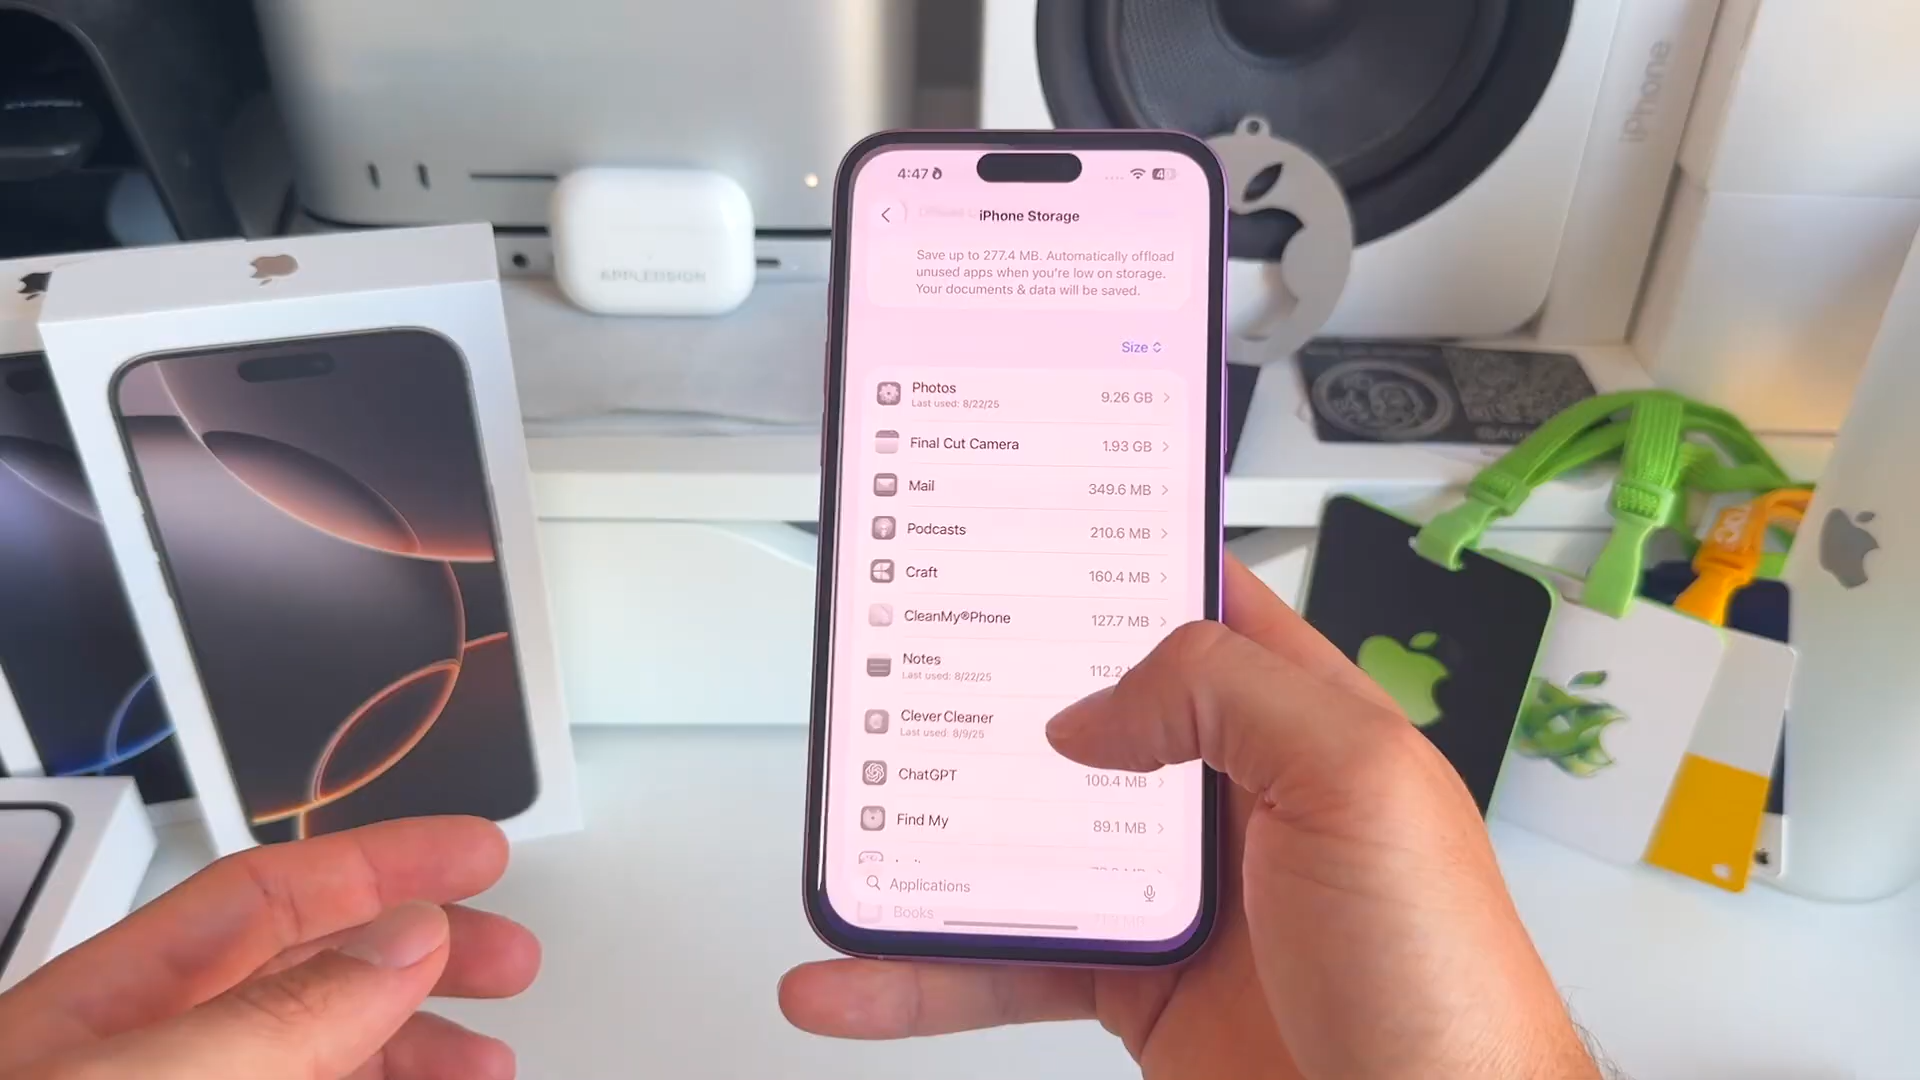 iPhone
4:47
iPhone Storage
Save up to 277.4 MB. Automatically offload
unused apps when you're low on storage.
Your documents & data will be saved.
Size
Photos
Last used: 8/22/25
9.26 GB
Final Cut Camera
1.93 GB
Mail
349.6 MB
Podcasts
210.6 MB
Craft
160.4 MB
CleanMy®Phone
127.7 MB
Notes
Last used: 8/22/25
112.2
Clever Cleaner
Last used: 8/9/25
ChatGPT
100.4 MB
Find My
89.1 MB
Applications
Books